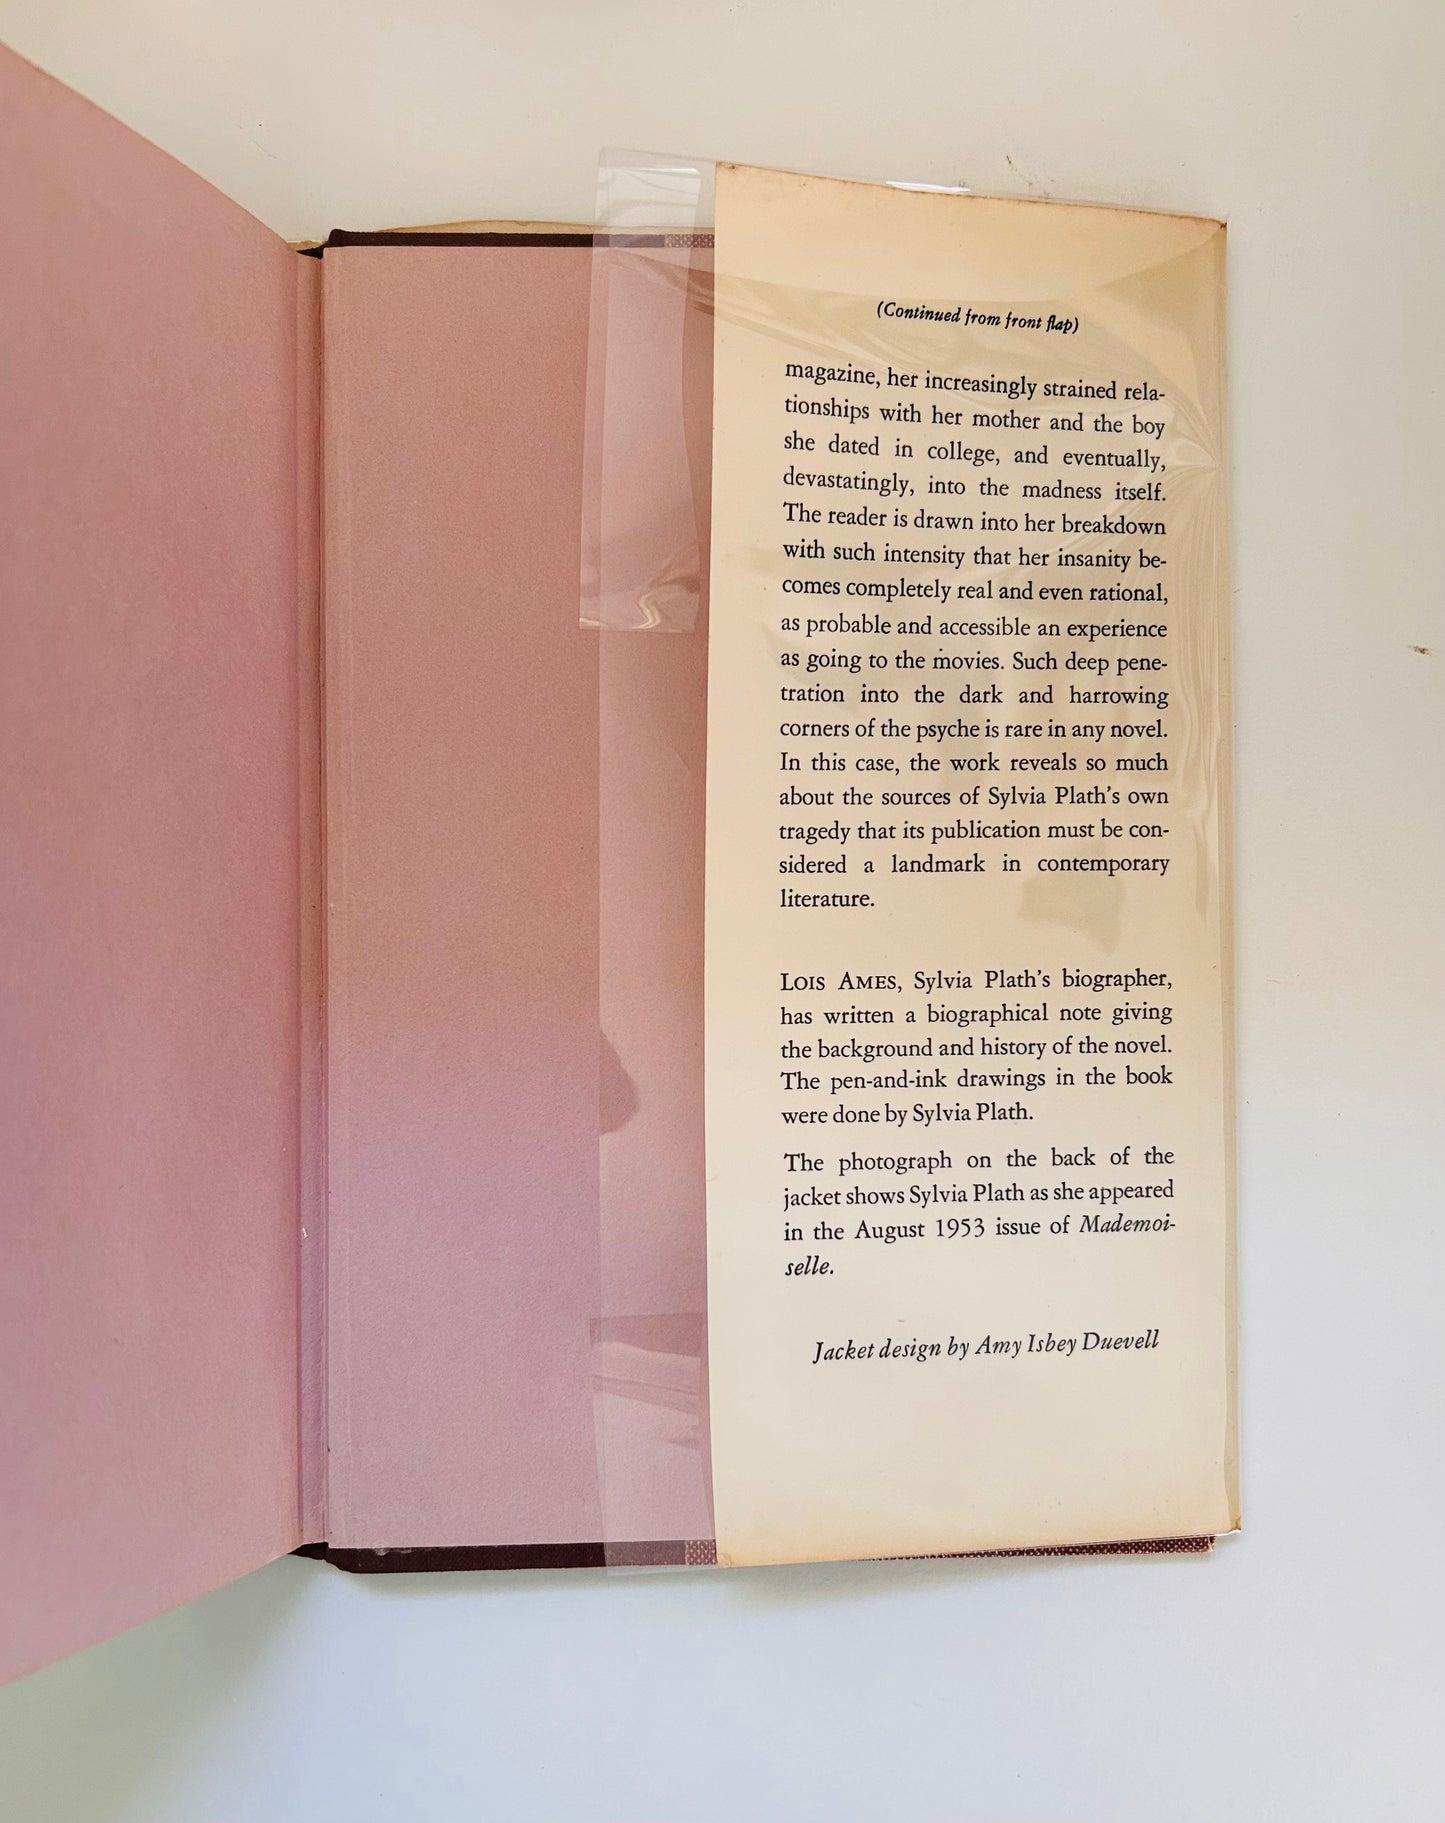 (Continued from front flap)
magazine, her increasingly strained rela-
tionships with her mother and the boy
she dated in college, and eventually,
devastatingly, into the madness itself.
The reader is drawn into her breakdown
with such intensity that her insanity be-
comes completely real and even rational,
as probable and accessible an experience
as going to the movies. Such deep pene-
tration into the dark and harrowing
corners of the psyche is rare in any novel.
In this case, the work reveals so much
about the sources of Sylvia Plath’s own
tragedy that its publication must be con-
sidered a landmark in contemporary
literature.
LOIS AMES, Sylvia Plath’s biographer,
has written a biographical note giving
the background and history of the novel.
The pen-and-ink drawings in the book
were done by Sylvia Plath.
The photograph on the back of the
jacket shows Sylvia Plath as she appeared
in the August 1953 issue of Mademoi-
selle.
Jacket design by Amy Isbey Duevell